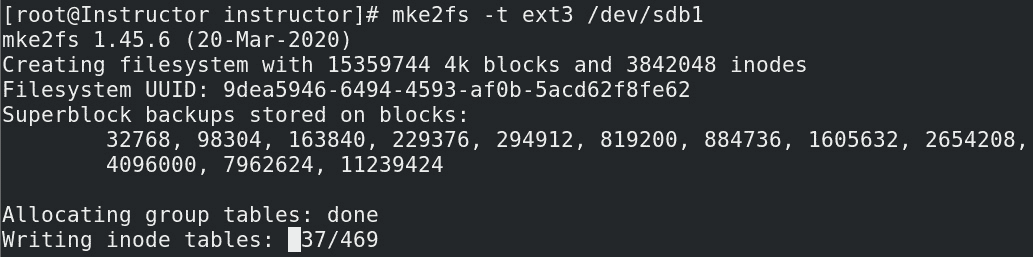 [root@Instructor instructor]# mke2fs -t ext3 /dev/sdb1
mke2fs 1.45.6 (20-Mar-2020)
Creating filesystem with 15359744 4k blocks and 3842048 inodes
Filesystem UUID: 9dea5946-6494-4593-af0b-5acd62f8fe62
Superblock backups stored on blocks:
32768, 98304, 163840, 229376, 294912, 819200, 884736, 1605632, 2654208,
4096000, 7962624, 11239424
Allocating group tables: done
Writing inode tables: 37/469